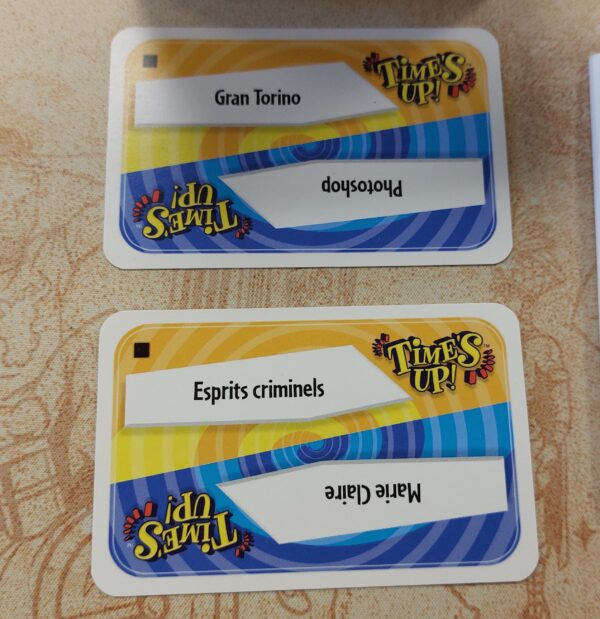 Gran Torino
TIME'S
UP!
Photoshop
TIME'S
UP!
Esprits criminels
TIME'S
UP!
Marie Claire
TIME'S
UP!